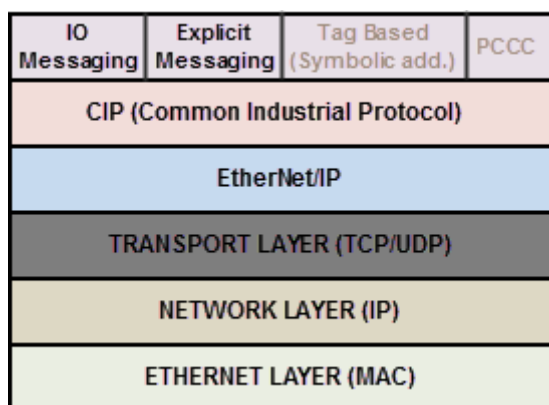 IO
Messaging
Explicit
Messaging
Tag Based
(Symbolic add.)
PCCC
CIP (Common Industrial Protocol)
EtherNet/IP
TRANSPORT LAYER (TCP/UDP)
NETWORK LAYER (IP)
ETHERNET LAYER (MAC)